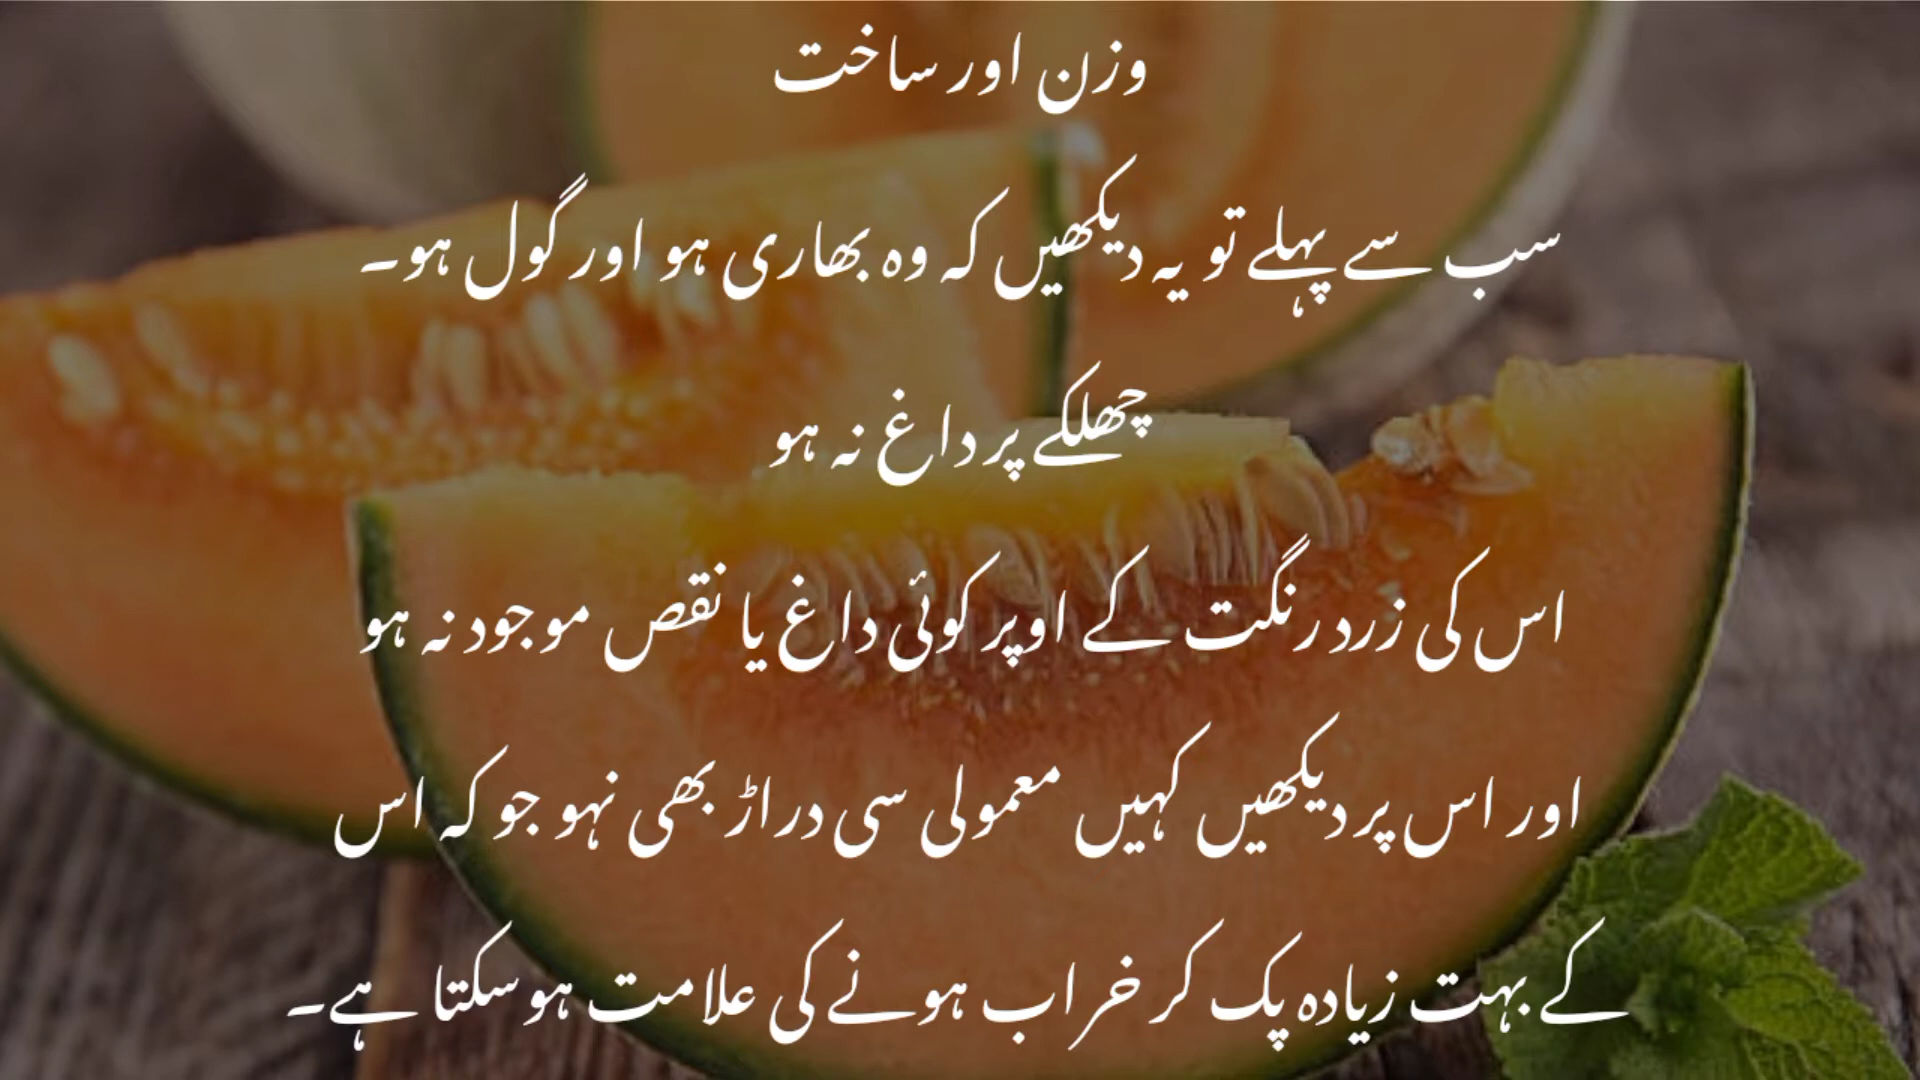 وزن اور ساخت
سب سے پہلے تو یہ دیکھیں کہ وہ بھاری ہو اور گول ہو۔
چھلکے پر داغ نہ ہو
اس کی زرد رنگت کے اوپر کوئی داغ یا نقص موجود نہ ہو
اور اس پر دیکھیں کہیں معمولی سی دراڑ بھی نہو جو کہ اس
کے بہت زیادہ پک کر خراب ہونے کی علامت ہوسکتا ہے۔